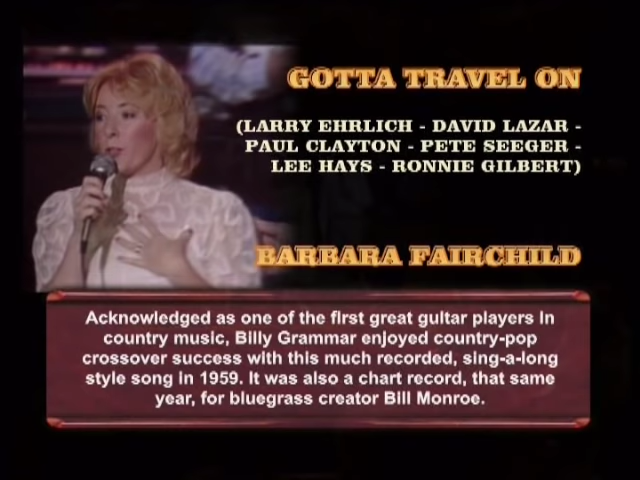 GOTTA TRAVEL ON
(LARRY EHRLICH - DAVID LAZAR -
PAUL CLAYTON - PETE SEEGER -
LEE HAYS - RONNIE GILBERT)
BARBARA FAIRCHILD
Acknowledged as one of the first great guitar players in
country music, Billy Grammar enjoyed country-pop
crossover success with this much recorded, sing-a-long
style song in 1959. It was also a chart record, that same
year, for bluegrass creator Bill Monroe.